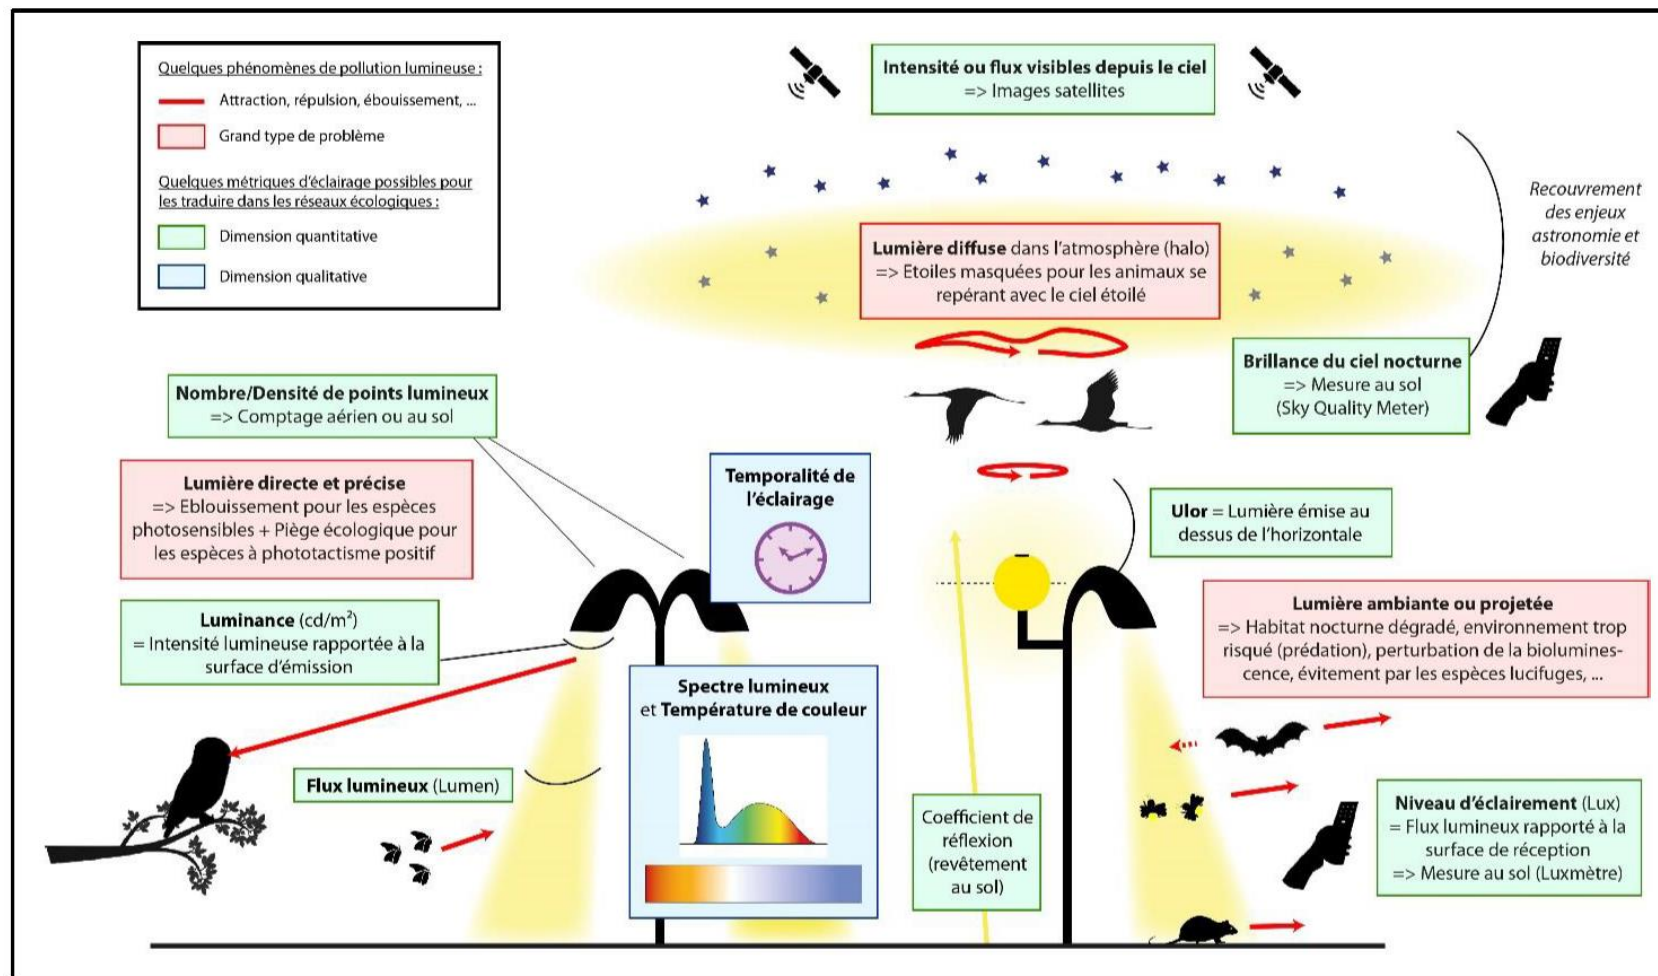 Quelques phénomènes de pollution lumineuse :
Attraction, répulsion, ébouissement, ...
Grand type de problème
Quelques métriques d'éclairage possibles pour
les traduire dans les réseaux écologiques :
Dimension quantitative
Dimension qualitative
Intensité ou flux visibles depuis le ciel
=> Images satellites
Recouvrement
des enjeux
astronomie et
biodiversité
Lumière diffuse dans l'atmosphère (halo)
=> Etoiles masquées pour les animaux se
repérant avec le ciel étoilé
Brillance du ciel nocturne
=> Mesure au sol
(Sky Quality Meter)
Nombre/Densité de points lumineux
=> Comptage aérien ou au sol
Lumière directe et précise
=> Eblouissement pour les espèces
photosensibles + Piège écologique pour
les espèces à phototactisme positif
Temporalité de
l'éclairage
Ulor = Lumière émise au
dessus de l'horizontale
Luminance (cd/m²)
= Intensité lumineuse rapportée à la
surface d'émission
Lumière ambiante ou projetée
=> Habitat nocturne dégradé, environnement trop
risqué (prédation), perturbation de la biolumines-
cence, évitement par les espèces lucifuges, ...
Spectre lumineux
et Température de couleur
Flux lumineux (Lumen)
Coefficient de
réflexion
(revêtement
au sol)
Niveau d'éclairement (Lux)
= Flux lumineux rapporté à la
surface de réception
=> Mesure au sol (Luxmètre)